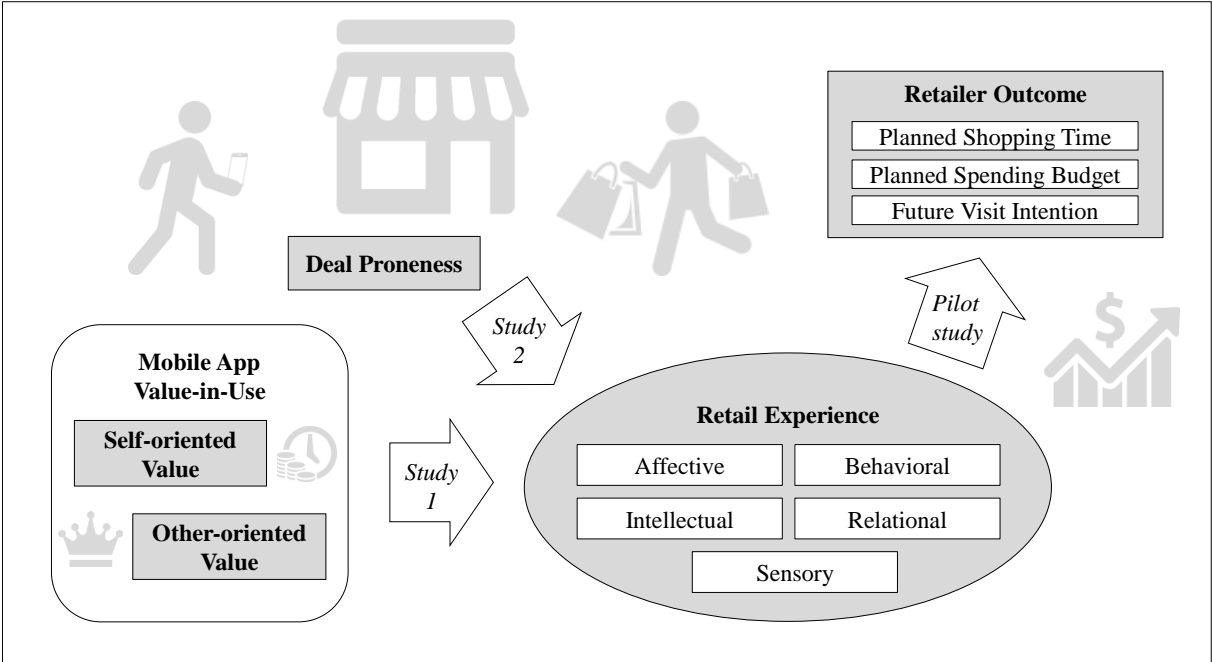 Retailer Outcome
Planned Shopping Time
Planned Spending Budget
Future Visit Intention
Deal Proneness
Study
2
Pilot
study
$
Mobile App
Value-in-Use
Self-oriented
Value
Other-oriented
Value
Study
1
Retail Experience
Affective
Behavioral
Intellectual
Relational
Sensory